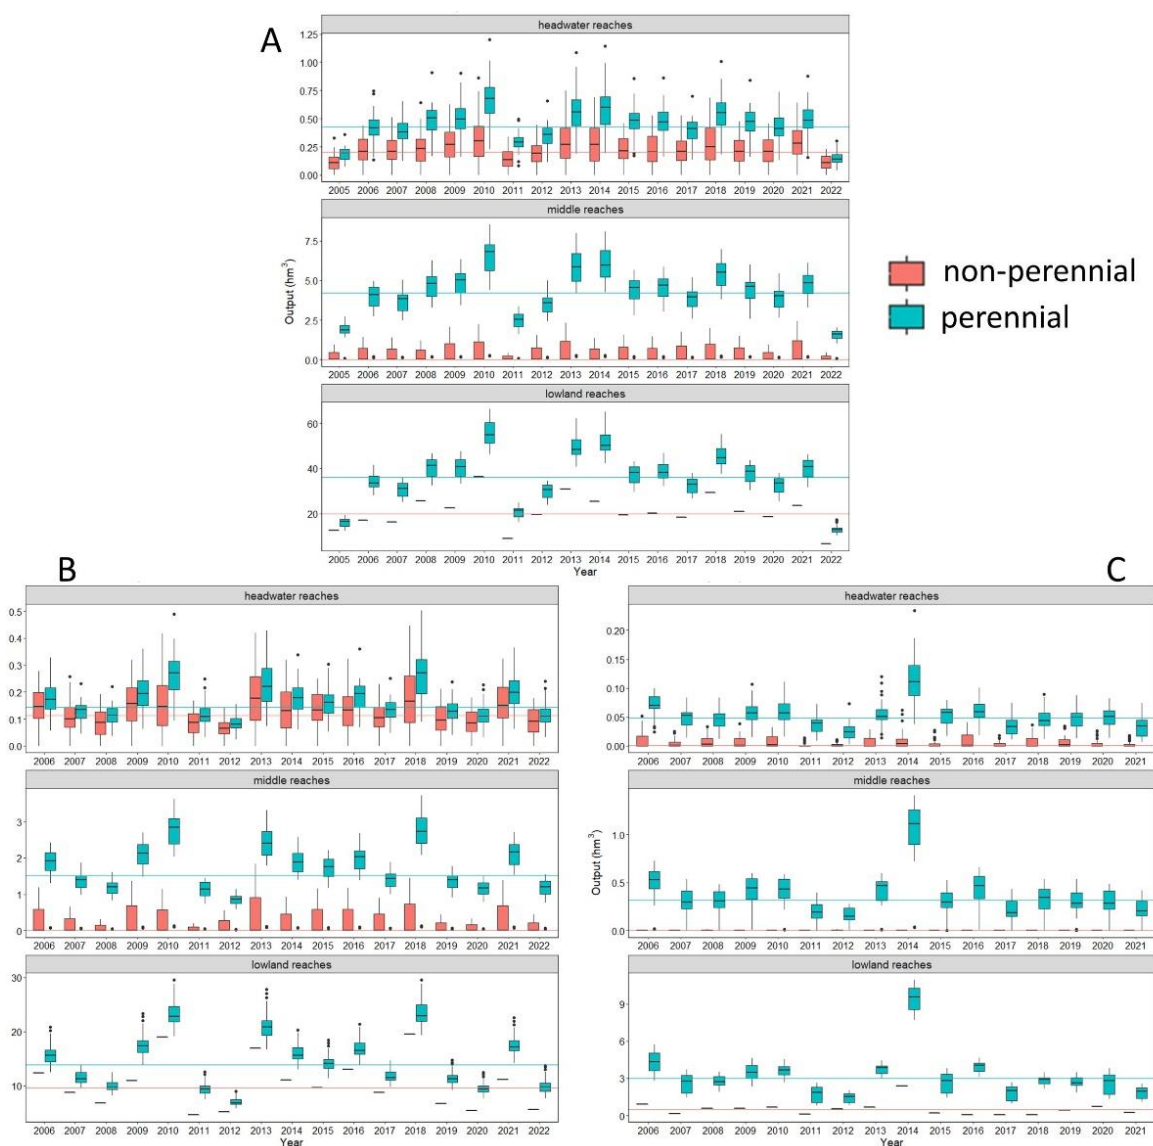 A
headwater reaches
1.25
1.00
0.75
0.50
0.25
0.00
2005 2006 2007 2008 2009 2010 2011 2012 2013 2014 2015 2016 2017 2018 2019 2020 2021 2022
middle reaches
7.5
5.0
2.5
0.0
Output (hm³)
2005 2006 2007 2008 2009 2010 2011 2012 2013 2014 2015 2016 2017 2018 2019 2020 2021 2022
lowland reaches
60
40
20
2005 2006 2007 2008 2009 2010 2011 2012 2013 2014 2015 2016 2017 2018 2019 2020 2021 2022
Year
non-perennial
perennial
B
headwater reaches
0.5
0.4
0.3
0.2
0.1
0.0
2006 2007 2008 2009 2010 2011 2012 2013 2014 2015 2016 2017 2018 2019 2020 2021 2022
middle reaches
3
2
1
0
2006 2007 2008 2009 2010 2011 2012 2013 2014 2015 2016 2017 2018 2019 2020 2021 2022
lowland reaches
30
20
10
2006 2007 2008 2009 2010 2011 2012 2013 2014 2015 2016 2017 2018 2019 2020 2021 2022
Year
C
headwater reaches
0.20
0.15
0.10
0.05
0.00
2006 2007 2008 2009 2010 2011 2012 2013 2014 2015 2016 2017 2018 2019 2020 2021
middle reaches
1.0
0.5
0.0
Output (hm³)
2006 2007 2008 2009 2010 2011 2012 2013 2014 2015 2016 2017 2018 2019 2020 2021
lowland reaches
9
6
3
0
2006 2007 2008 2009 2010 2011 2012 2013 2014 2015 2016 2017 2018 2019 2020 2021
Year